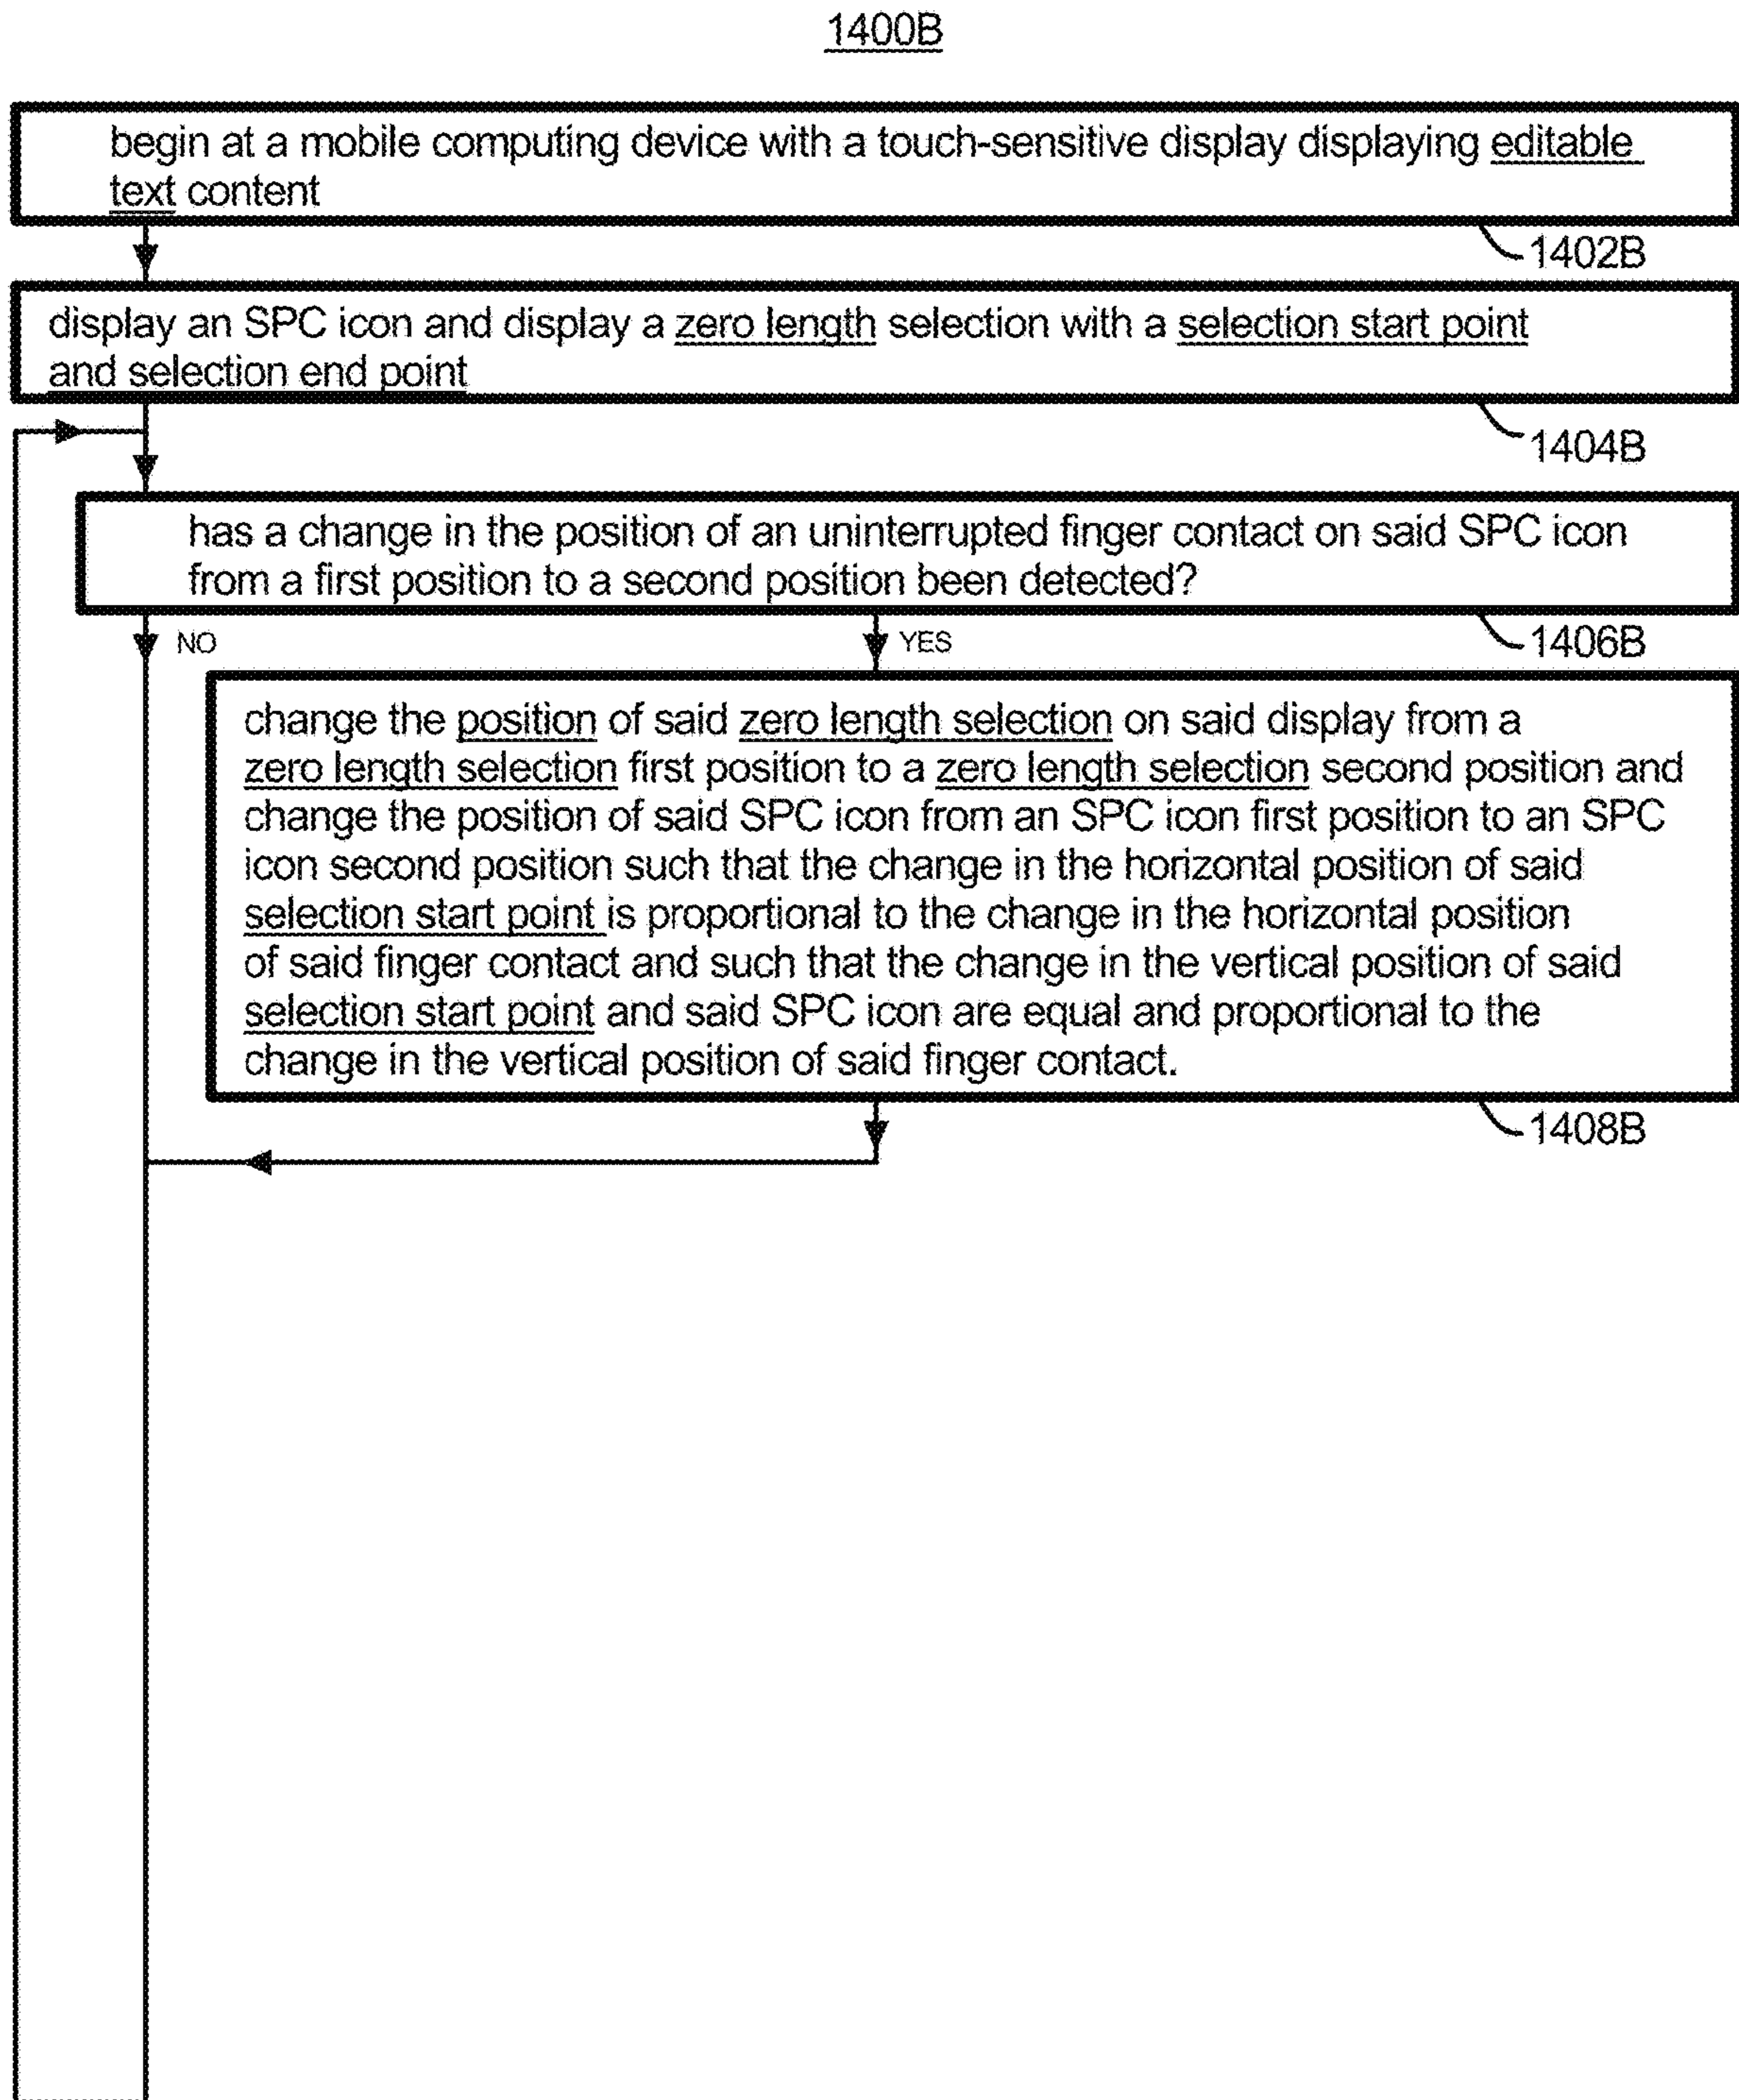 1400B
begin at a mobile computing device with a touch-sensitive display displaying editable
text content
1402B
display an SPC icon and display a zero length selection with a selection start point
and selection end point
1404B
has a change in the position of an uninterrupted finger contact on said SPC icon
from a first position to a second position been detected?
NO
YES
1406B
change the position of said zero length selection on said display from a
zero length selection first position to a zero length selection second position and
change the position of said SPC icon from an SPC icon first position to an SPC
icon second position such that the change in the horizontal position of said
selection start point is proportional to the change in the horizontal position
of said finger contact and such that the change in the vertical position of said
selection start point and said SPC icon are equal and proportional to the
change in the vertical position of said finger contact.
1408B